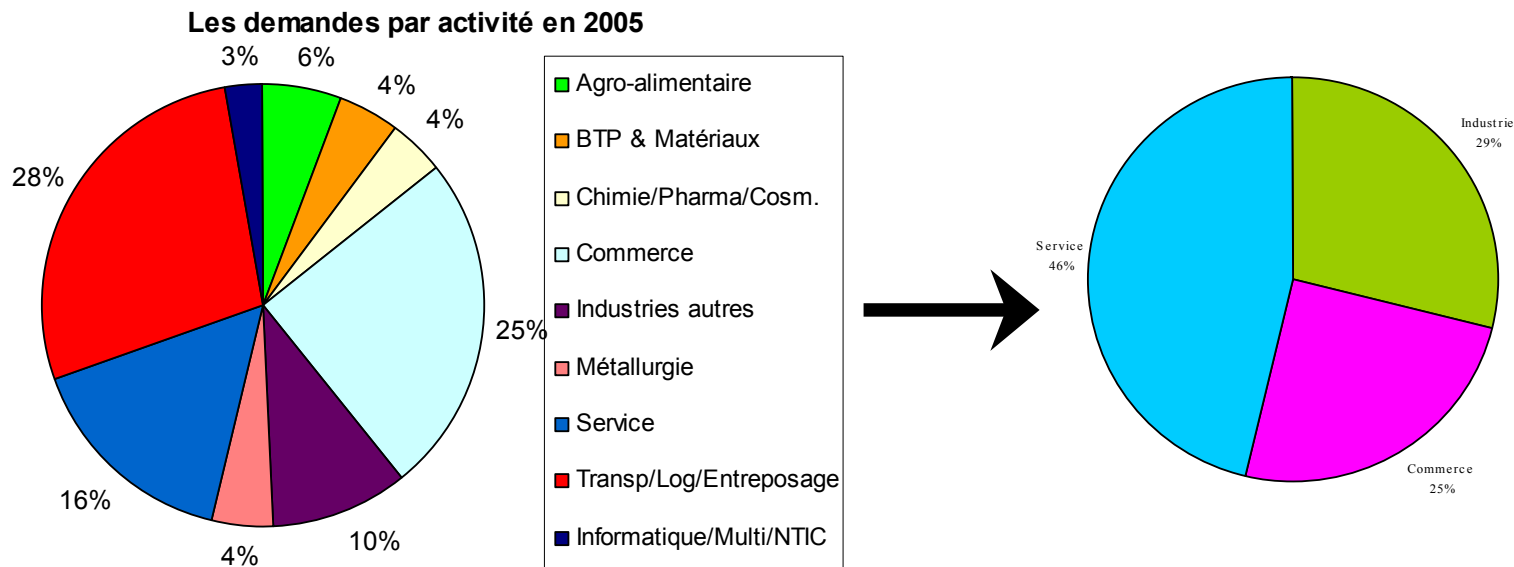 Les demandes par activité en 2005
3%
6%
4%
4%
28%
25%
16%
4%
10%
Agro-alimentaire
BTP & Matériaux
Chimie/Pharma/Cosm.
Commerce
Industries autres
Métallurgie
Service
Transp/Log/Entreposage
Informatique/Multi/NTIC
Industrie
29%
Service
46%
Commerce
25%